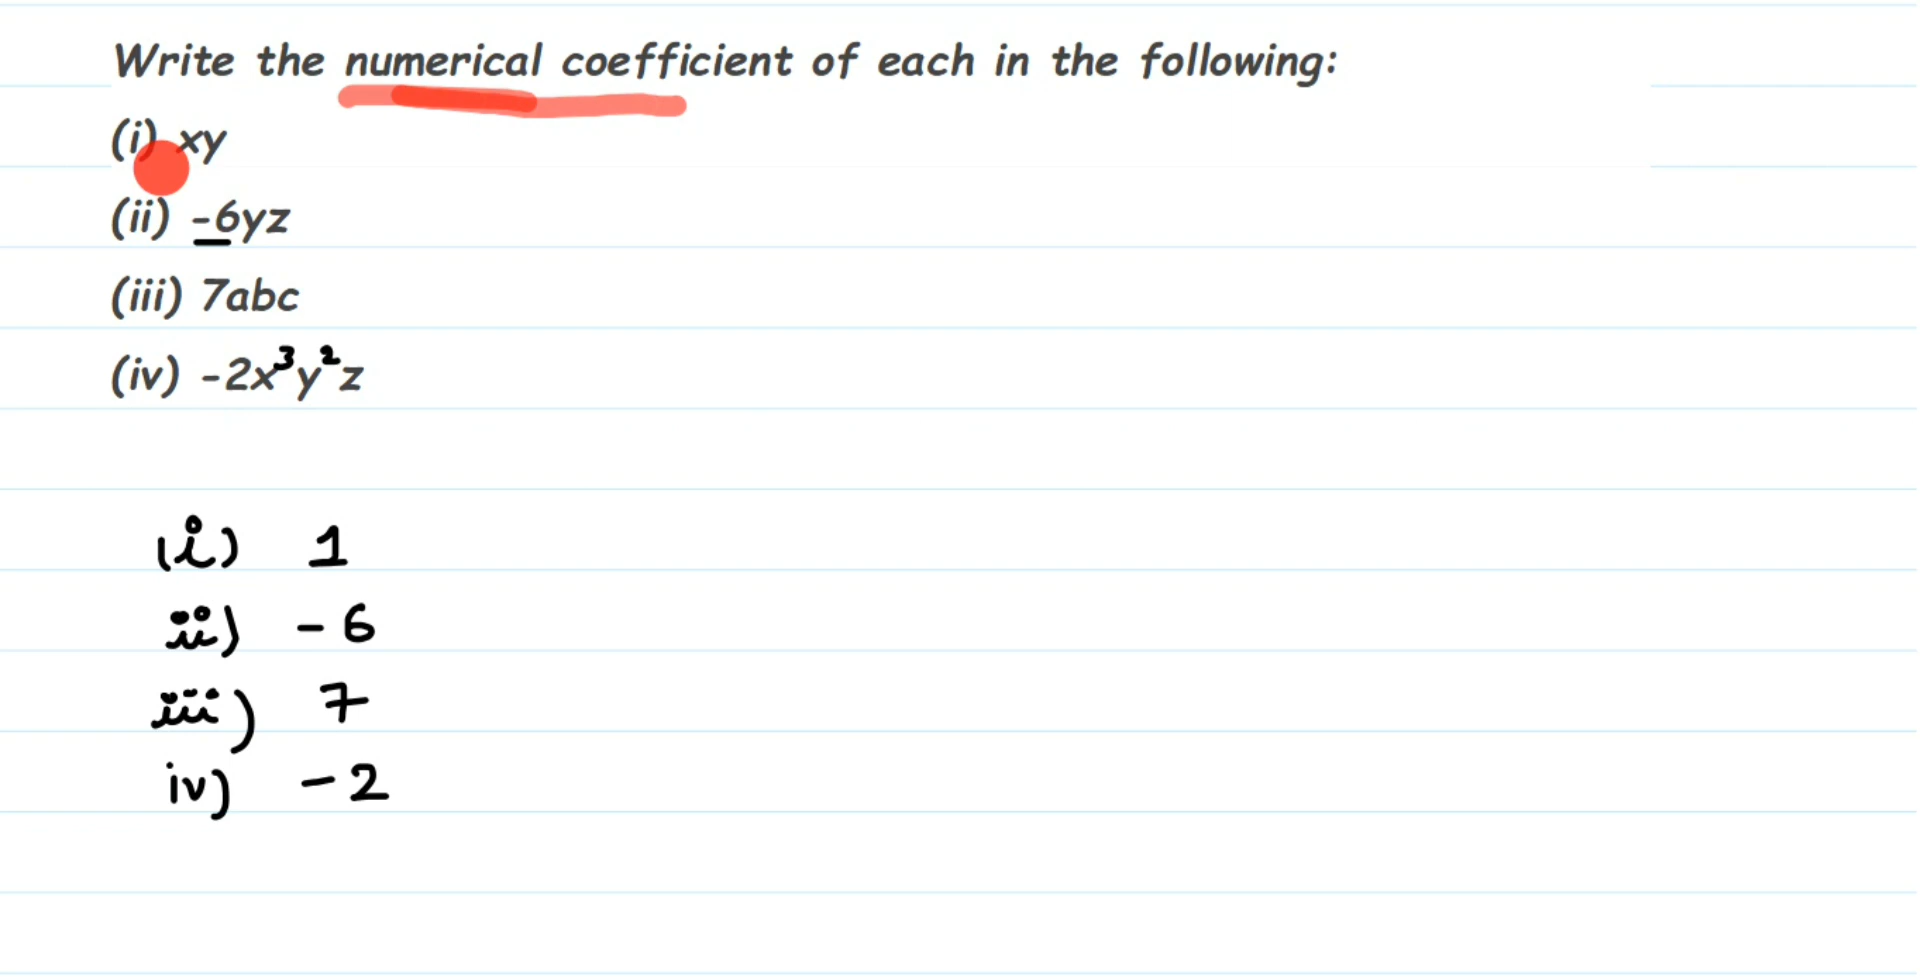 Write the numerical coefficient of each in the following:
(i) xy
(ii) -6yz
(iii) 7abc
(iv) -2x³y²z
(i) 1
ii) -6
iii) 7
iv) -2